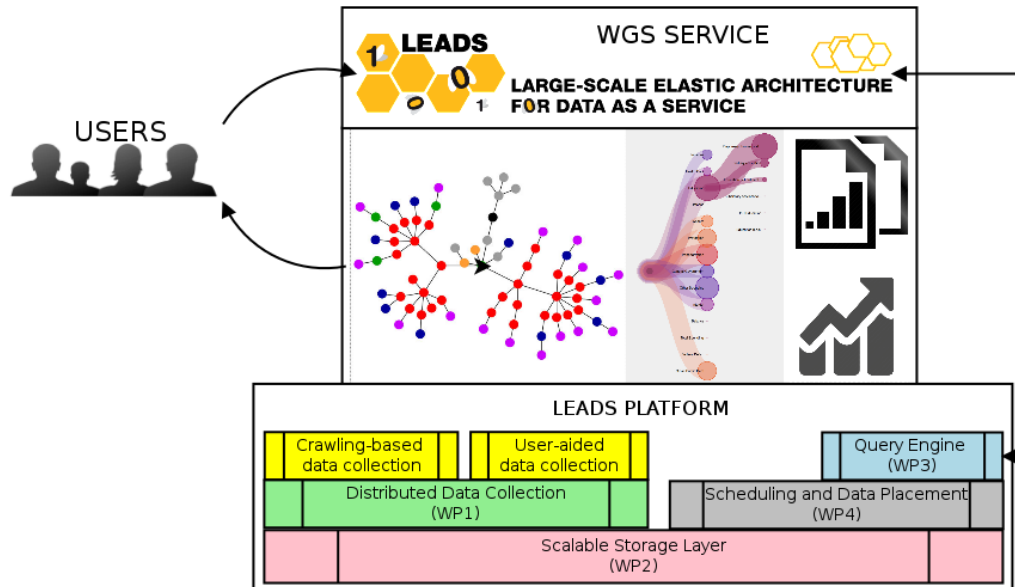 WGS SERVICE
LEADS
LARGE-SCALE ELASTIC ARCHITECTURE
FOR DATA AS A SERVICE
USERS
LEADS PLATFORM
Crawling-based
data collection
User-aided
data collection
Query Engine
(WP3)
Distributed Data Collection
(WP1)
Scheduling and Data Placement
(WP4)
Scalable Storage Layer
(WP2)